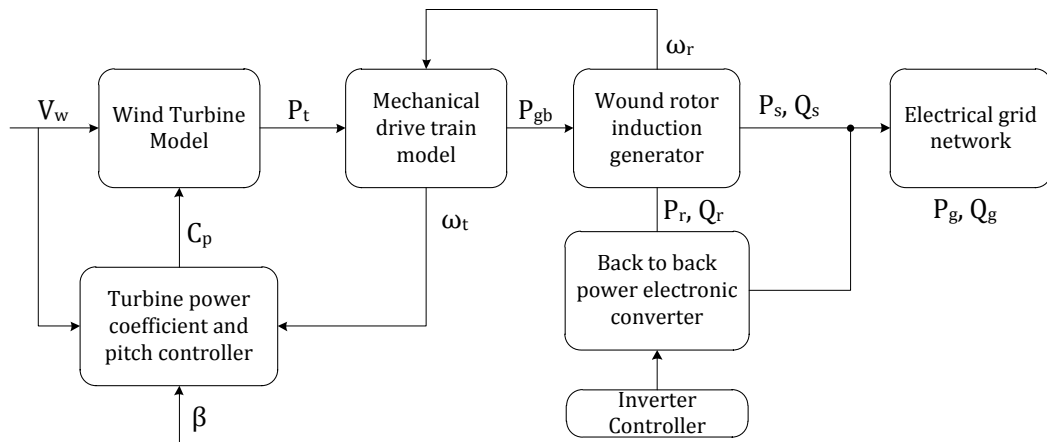 ωr
Vw
Wind Turbine
Model
Pt
Mechanical
drive train
model
Pgb
Wound rotor
induction
generator
Ps, Qs
Electrical grid
network
Pg, Qg
Cp
ωt
Pr, Qr
Turbine power
coefficient and
pitch controller
Back to back
power electronic
converter
β
Inverter
Controller